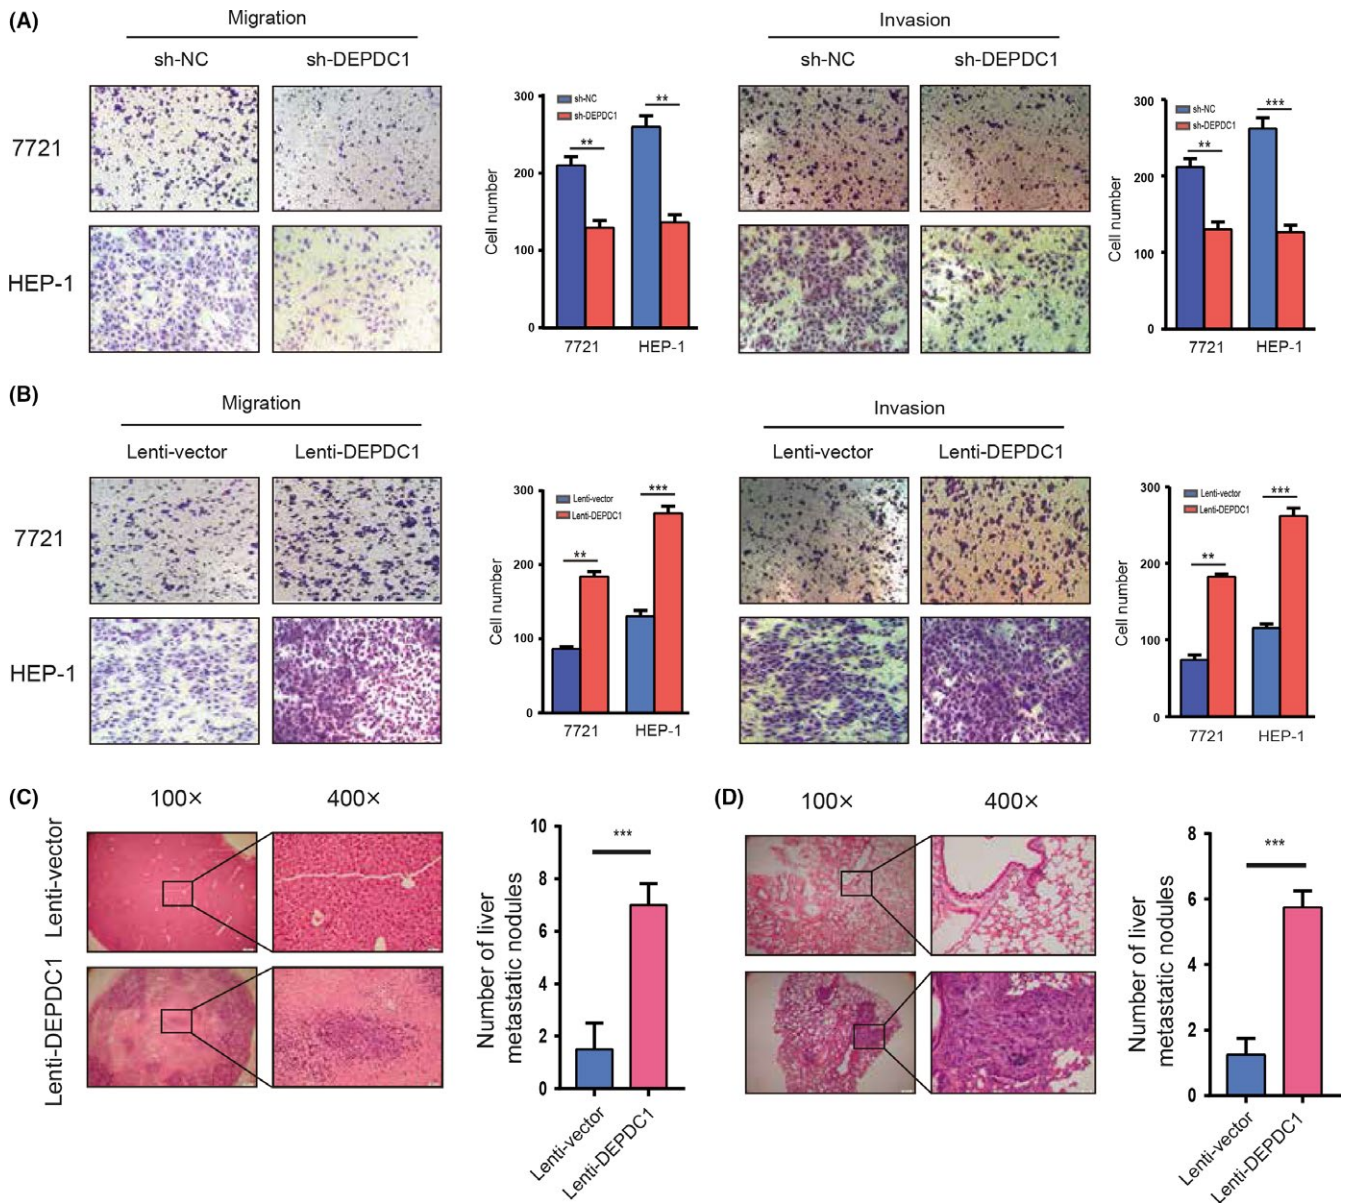 (A)
Migration
Invasion
sh-NC
sh-DEPDC1
sh-NC
sh-DEPDC1
7721
HEP-1
300
200
100
0
Cell number
sh-NC
sh-DEPDC1
**
**
7721
HEP-1
300
200
100
0
Cell number
sh-NC
sh-DEPDC1
**
***
7721
HEP-1
(B)
Migration
Invasion
Lenti-vector
Lenti-DEPDC1
Lenti-vector
Lenti-DEPDC1
7721
HEP-1
300
200
100
0
Cell number
Lenti-vector
Lenti-DEPDC1
**
***
7721
HEP-1
300
200
100
0
Cell number
Lenti-vector
Lenti-DEPDC1
**
***
7721
HEP-1
(C)
100×
400×
Lenti-vector
Lenti-DEPDC1
10
8
6
4
2
0
Number of liver
metastatic nodules
***
Lenti-vector
Lenti-DEPDC1
(D)
100×
400×
8
6
4
2
0
Number of liver
metastatic nodules
***
Lenti-vector
Lenti-DEPDC1